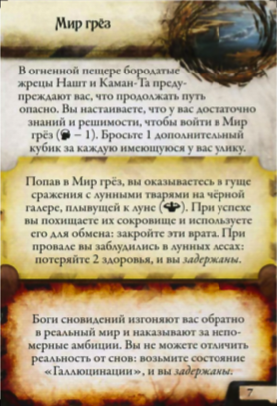 Мир грёз
В огненной пещере бородатые
жрецы Нашт и Каман-Та преду-
преждают вас, что продолжать путь
опасно. Вы настаиваете, что у вас достаточно
знаний и решимости, чтобы войти в Мир
грёз ( – 1). Бросьте 1 дополнительный
кубик за каждую имеющуюся у вас улику.
Попав в Мир грёз, вы оказываетесь в гуще
сражения с лунными тварями на чёрной
галере, плывущей к луне ( ). При успехе
вы похищаете их сокровище и используете
его для обмена: закройте эти врата. При
провале вы заблудились в лунных лесах:
потеряйте 2 здоровья, и вы задержаны.
Боги сновидений изгоняют вас обратно
в реальный мир и наказывают за непо-
мерные амбиции. Вы не можете отличить
реальность от снов: возьмите состояние
«Галлюцинации», и вы задержаны.
7